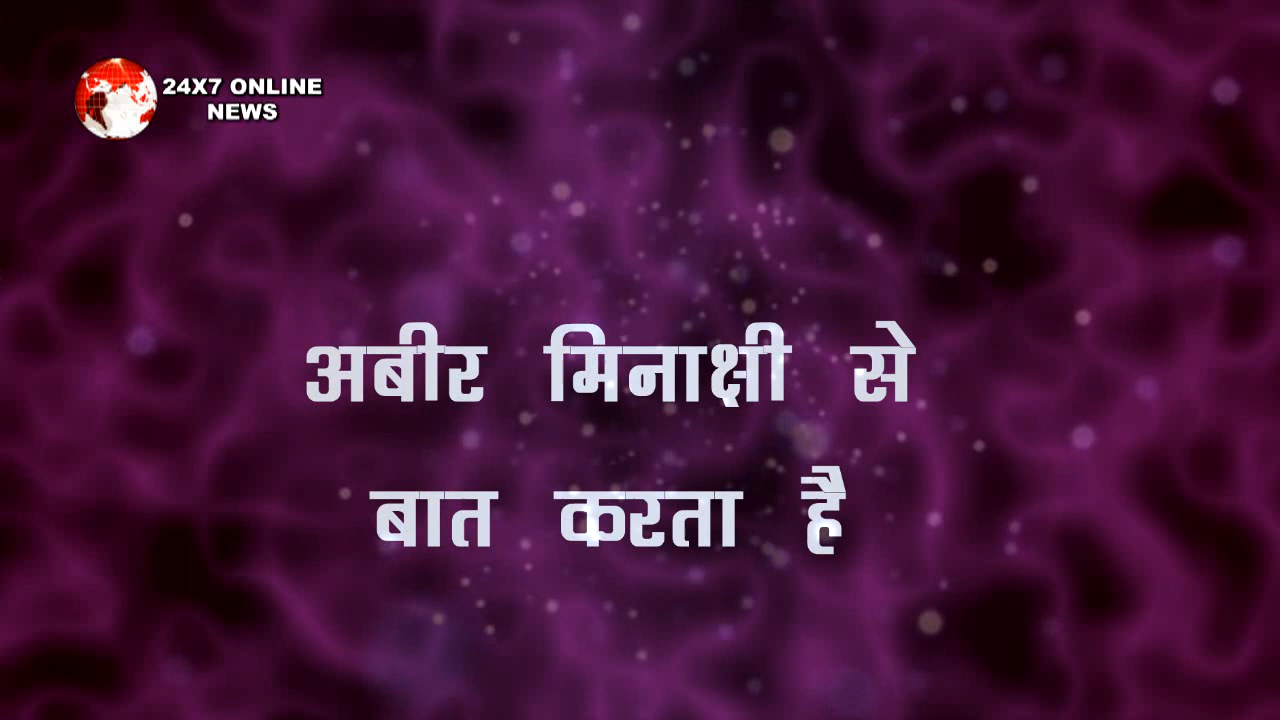 24X7 ONLINE
NEWS
अबीर मिनाक्षी से
बात करता है